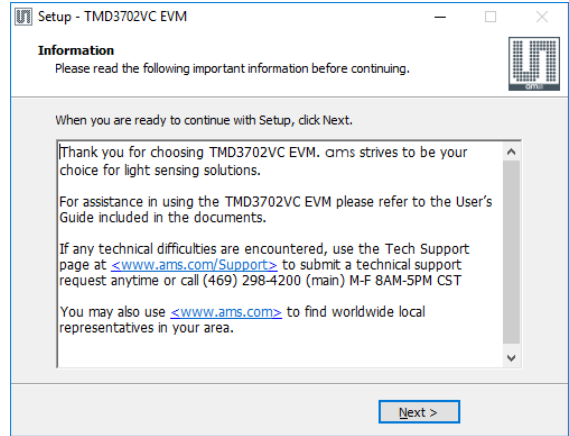 Setup - TMD3702VC EVM
Information
Please read the following important information before continuing.
amu
When you are ready to continue with Setup, click Next.
Thank you for choosing TMD3702VC EVM. ams strives to be your
choice for light sensing solutions.
For assistance in using the TMD3702VC EVM please refer to the User's
Guide included in the documents.
If any technical difficulties are encountered, use the Tech Support
page at <www.ams.com/Support> to submit a technical support
request anytime or call (469) 298-4200 (main) M-F 8AM-5PM CST
You may also use <www.ams.com> to find worldwide local
representatives in your area.
Next >